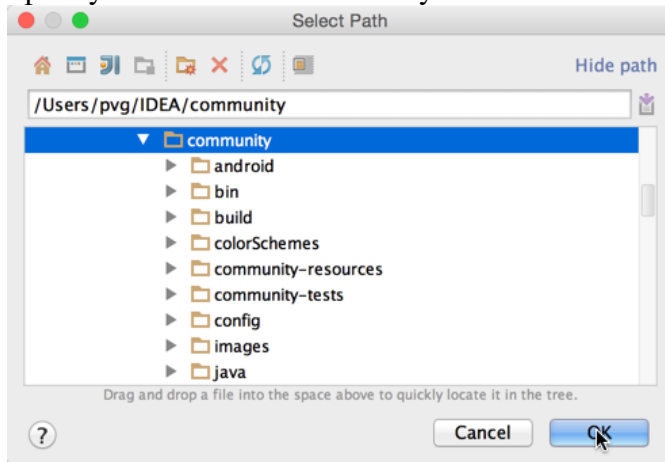 Select Path
Hide path
/Users/pvg/IDEA/community
community
android
bin
build
colorSchemes
community-resources
community-tests
config
images
java
Drag and drop a file into the space above to quickly locate it in the tree.
? Cancel OK